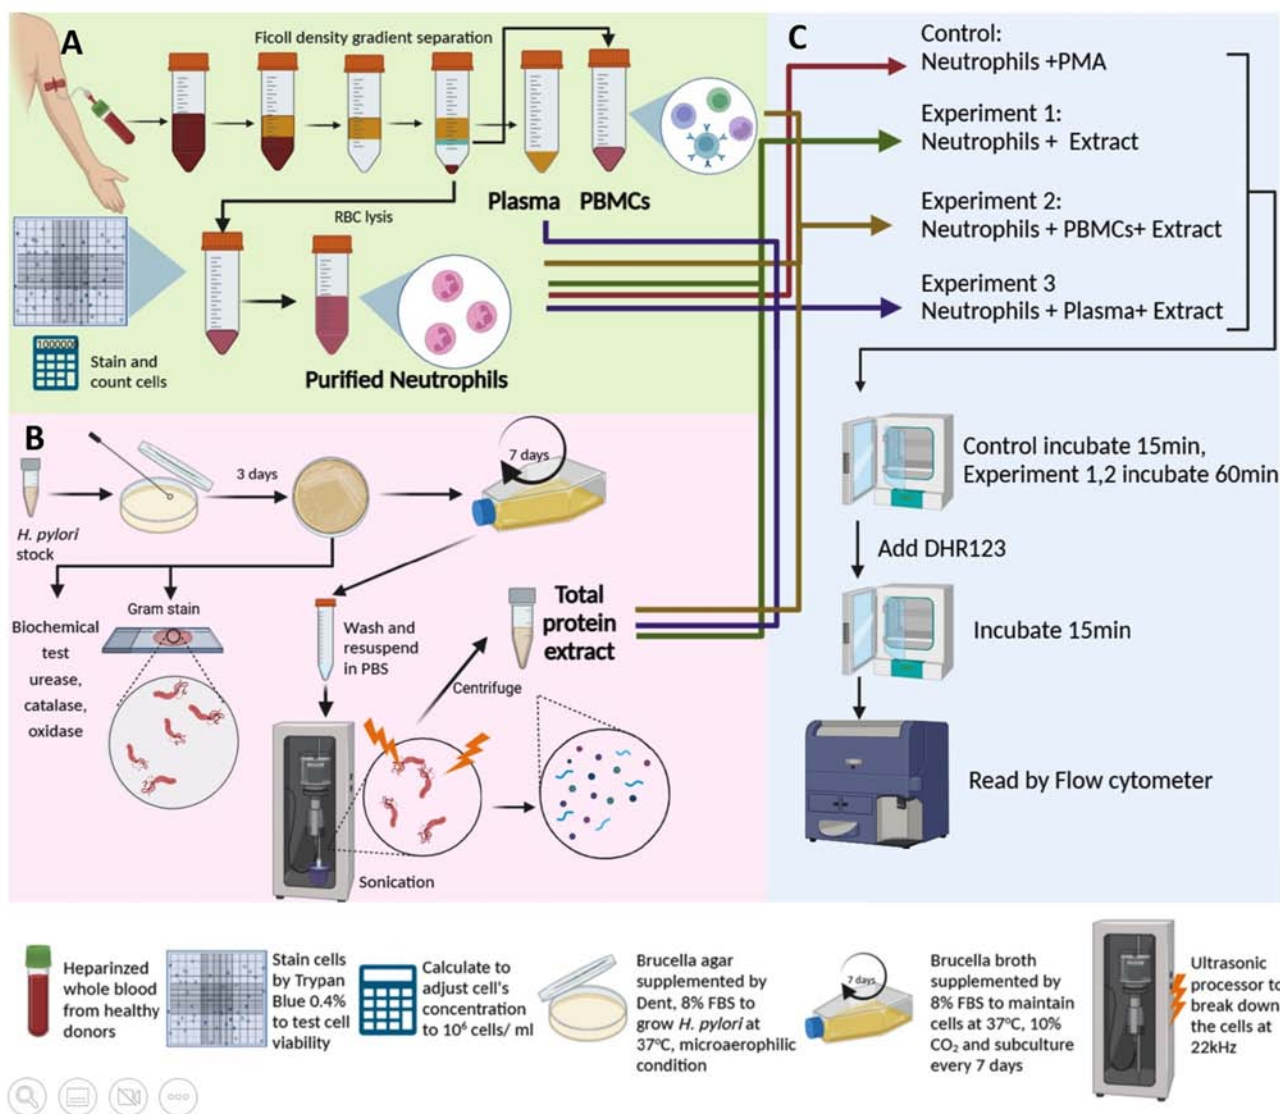 A
Ficoll density gradient separation
Plasma
PBMCs
RBC lysis
1000000
Stain and
count cells
Purified Neutrophils
B
H. pylori
stock
3 days
7 days
Biochemical
test
urease,
catalase,
oxidase
Gram stain
Wash and
resuspend
in PBS
Sonication
Centrifuge
Total
protein
extract
C
Control:
Neutrophils +PMA
Experiment 1:
Neutrophils + Extract
Experiment 2:
Neutrophils + PBMCs+ Extract
Experiment 3
Neutrophils + Plasma+ Extract
Control incubate 15min,
Experiment 1,2 incubate 60min
Add DHR123
Incubate 15min
Read by Flow cytometer
Heparinzed
whole blood
from healthy
donors
Stain cells
by Trypan
Blue 0.4%
to test cell
viability
Calculate to
adjust cell's
concentration
to 10⁶ cells/ ml
Brucella agar
supplemented by
Dent, 8% FBS to
grow H. pylori at
37°C, microaerophilic
condition
7 days
Brucella broth
supplemented by
8% FBS to maintain
cells at 37°C, 10%
CO₂ and subculture
every 7 days
Ultrasonic
processor to
break down
the cells at
22kHz